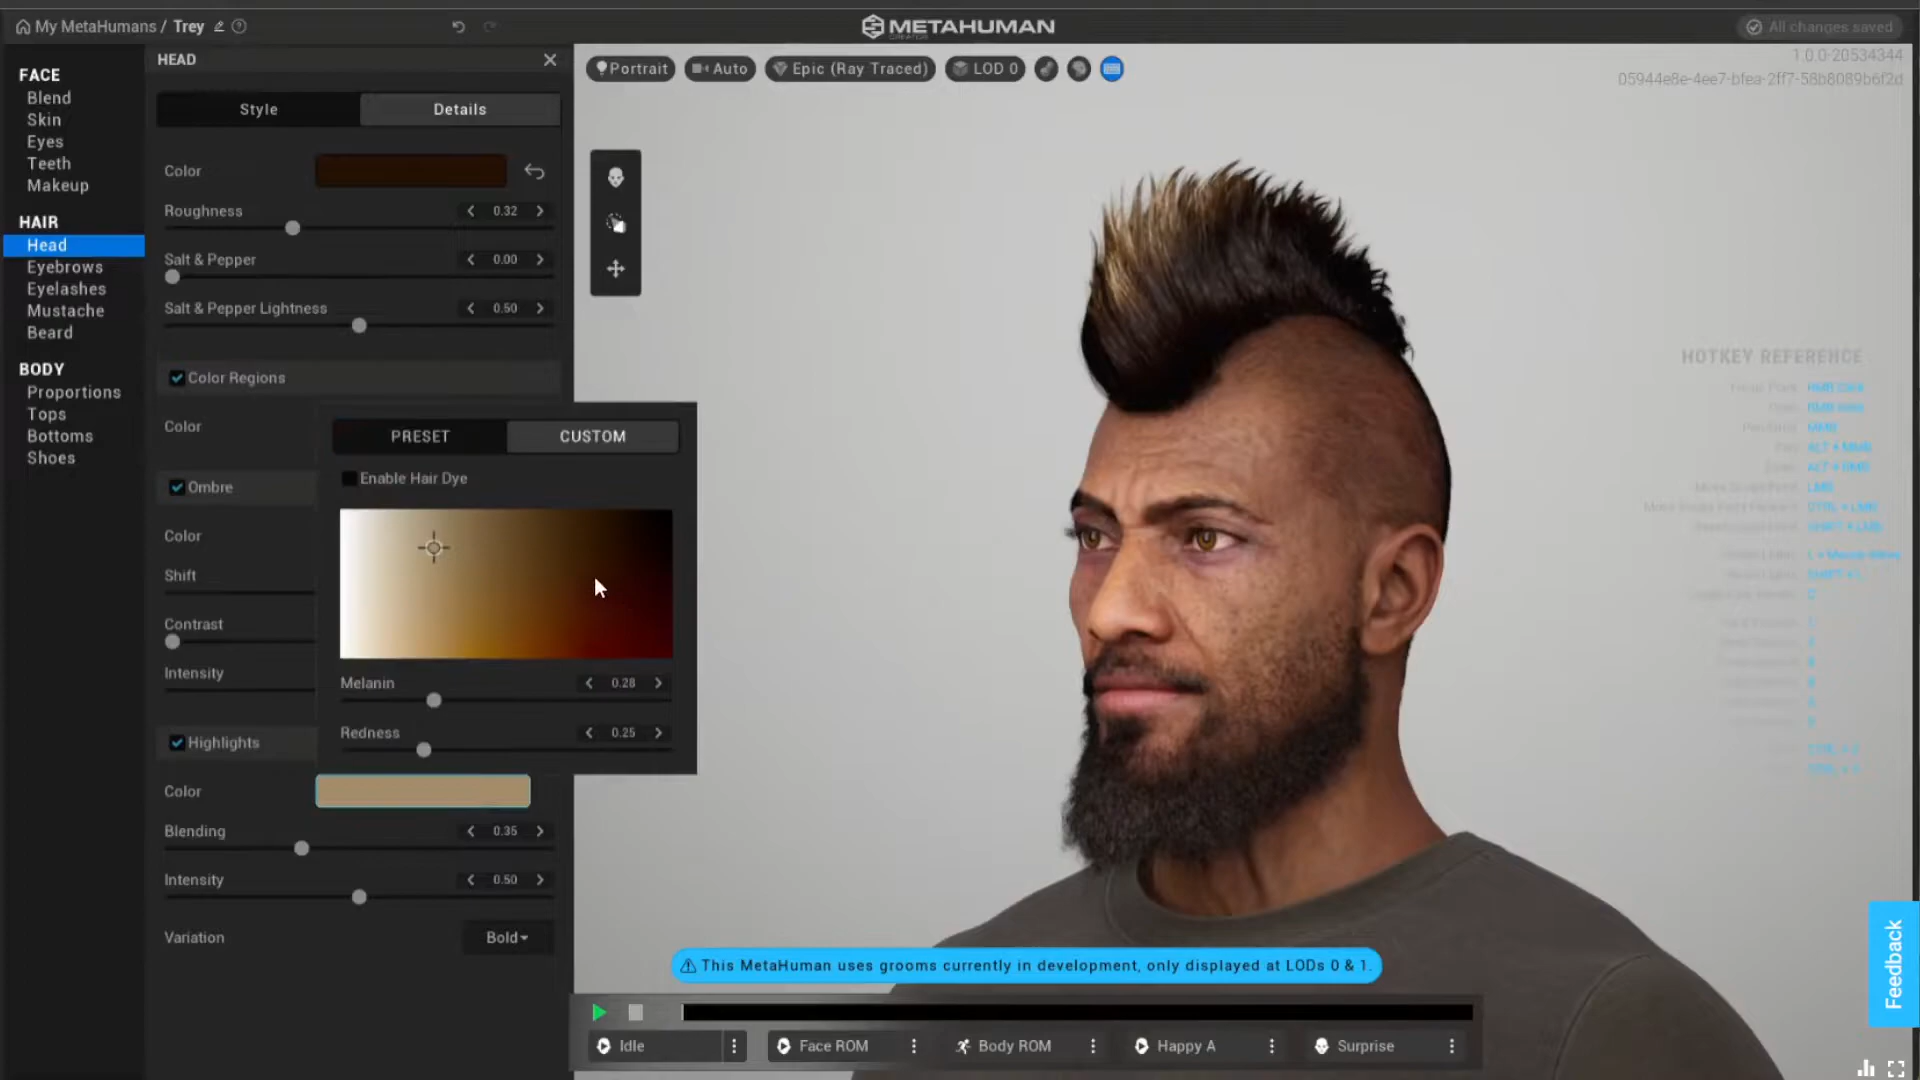 My MetaHumans / Trey
METAHUMAN
CREATOR
All changes saved
1.0.0-20534344
FACE
Blend
Skin
Eyes
Teeth
Makeup
HAIR
Head
Eyebrows
Eyelashes
Mustache
Beard
BODY
Proportions
Tops
Bottoms
Shoes
HEAD
Style
Details
Color
Roughness
0.32
Salt & Pepper
0.00
Salt & Pepper Lightness
0.50
Color Regions
Color
Ombre
Color
Shift
Contrast
Intensity
Highlights
Color
Blending
0.35
Intensity
0.50
Variation
Bold
PRESET
CUSTOM
Enable Hair Dye
Melanin
0.28
Redness
0.25
Portrait
Auto
Epic (Ray Traced)
LOD 0
HOTKEY REFERENCE
MMB
ALT + MMB
LMB
This MetaHuman uses grooms currently in development, only displayed at LODs 0 & 1.
Idle
Face ROM
Body ROM
Happy A
Surprise
Feedback